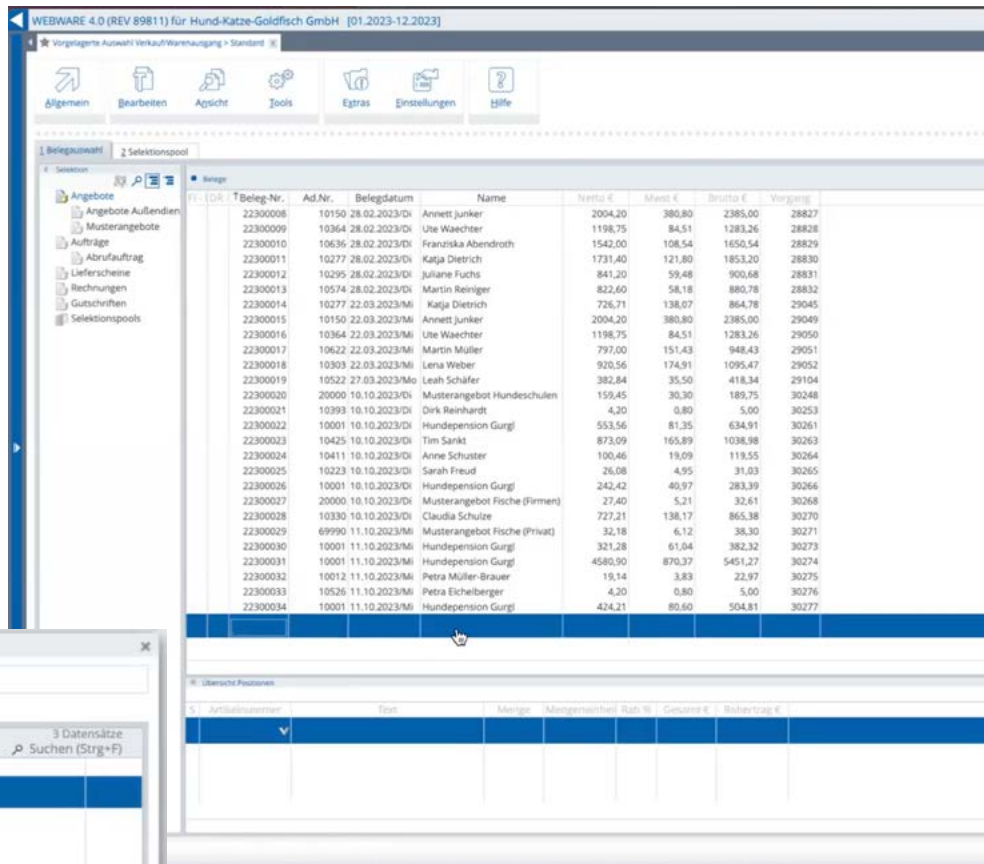 WEBWARE 4.0 (REV 89811) für Hund-Katze-Goldfisch GmbH [01.2023-12.2023]
Vorgelagerte Auswahl Verkauf/Warenausgang > Standard
Allgemein Bearbeiten Ansicht Tools Extras Einstellungen Hilfe
1 Belegauswahl 2 Selektionspool
Selektion
Angebote
Angebote Außendien
Musterangebote
Aufträge
Abrufauftrag
Lieferscheine
Rechnungen
Gutschriften
Selektionspools
Belege
Beleg-Nr. Ad.Nr. Belegdatum Name Netto € Mwst € Brutto € Vorgang
22300008 10150 28.02.2023/Di Annett Junker 2004,20 380,80 2385,00 28827
22300009 10364 28.02.2023/Di Ute Waechter 1198,75 84,51 1283,26 28828
22300010 10636 28.02.2023/Di Franziska Abendroth 1542,00 108,54 1650,54 28829
22300011 10277 28.02.2023/Di Katja Dietrich 1731,40 121,80 1853,20 28830
22300012 10295 28.02.2023/Di Juliane Fuchs 841,20 59,48 900,68 28831
22300013 10574 28.02.2023/Di Martin Reiniger 822,60 58,18 880,78 28832
22300014 10277 22.03.2023/Mi Katja Dietrich 726,71 138,07 864,78 29045
22300015 10150 22.03.2023/Mi Annett Junker 2004,20 380,80 2385,00 29049
22300016 10364 22.03.2023/Mi Ute Waechter 1198,75 84,51 1283,26 29050
22300017 10622 22.03.2023/Mi Martin Müller 797,00 151,43 948,43 29051
22300018 10303 22.03.2023/Mi Lena Weber 920,56 174,91 1095,47 29052
22300019 10522 27.03.2023/Mo Leah Schäfer 382,84 35,50 418,34 29104
22300020 20000 10.10.2023/Di Musterangebot Hundeschulen 159,45 30,30 189,75 30248
22300021 10393 10.10.2023/Di Dirk Reinhardt 4,20 0,80 5,00 30253
22300022 10001 10.10.2023/Di Hundepension Gurgl 553,56 81,35 634,91 30261
22300023 10425 10.10.2023/Di Tim Sankt 873,09 165,89 1038,98 30263
22300024 10411 10.10.2023/Di Anne Schuster 100,46 19,09 119,55 30264
22300025 10223 10.10.2023/Di Sarah Freud 26,08 4,95 31,03 30265
22300026 10001 10.10.2023/Di Hundepension Gurgl 242,42 40,97 283,39 30266
22300027 20000 10.10.2023/Di Musterangebot Fische (Firmen) 27,40 5,21 32,61 30268
22300028 10330 10.10.2023/Di Claudia Schulze 727,21 138,17 865,38 30270
22300029 69990 11.10.2023/Mi Musterangebot Fische (Privat) 32,18 6,12 38,30 30271
22300030 10001 11.10.2023/Mi Hundepension Gurgl 321,28 61,04 382,32 30273
22300031 10001 11.10.2023/Mi Hundepension Gurgl 4580,90 870,37 5451,27 30274
22300032 10012 11.10.2023/Mi Petra Müller-Brauer 19,14 3,83 22,97 30275
22300033 10526 11.10.2023/Mi Petra Eichelberger 4,20 0,80 5,00 30276
22300034 10001 11.10.2023/Mi Hundepension Gurgl 424,21 80,60 504,81 30277
Übersicht Positionen
S Artikelnummer Text Menge Mengeneinhei Rab % Gesamt € Rohertrag €
3 Datensätze
Suchen (Strg+F)